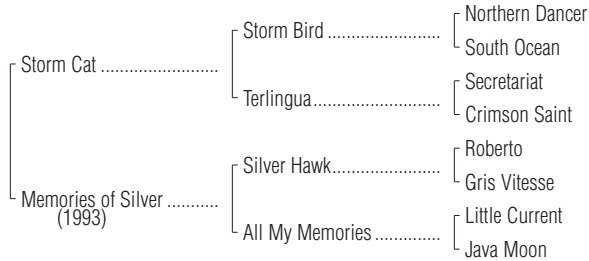 Northern Dancer
Storm Bird ........................
South Ocean
Storm Cat .........................
Secretariat
Terlingua...........................
Crimson Saint
Roberto
Silver Hawk.......................
Gris Vitesse
Memories of Silver ...........
(1993)
Little Current
All My Memories ..............
Java Moon